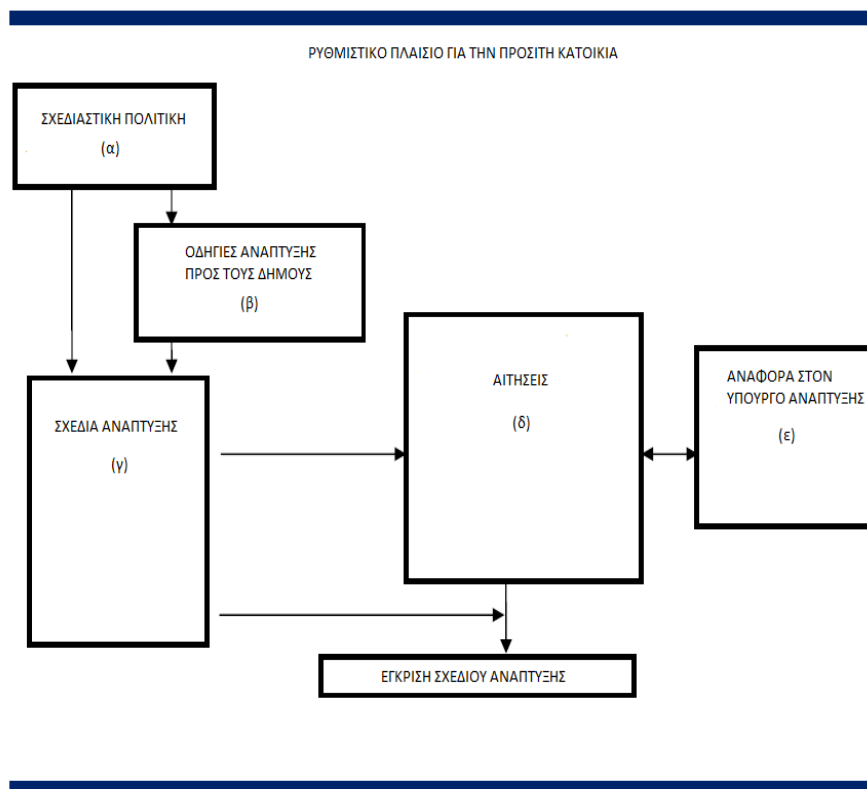 ΡΥΘΜΙΣΤΙΚΟ ΠΛΑΙΣΙΟ ΓΙΑ ΤΗΝ ΠΡΟΣΙΤΗ ΚΑΤΟΙΚΙΑ
ΣΧΕΔΙΑΣΤΙΚΗ ΠΟΛΙΤΙΚΗ
(α)
ΟΔΗΓΙΕΣ ΑΝΑΠΤΥΞΗΣ
ΠΡΟΣ ΤΟΥΣ ΔΗΜΟΥΣ
(β)
ΣΧΕΔΙΑ ΑΝΑΠΤΥΞΗΣ
(γ)
ΑΙΤΗΣΕΙΣ
(δ)
ΑΝΑΦΟΡΑ ΣΤΟΝ
ΥΠΟΥΡΓΟ ΑΝΑΠΤΥΞΗΣ
(ε)
ΕΓΚΡΙΣΗ ΣΧΕΔΙΟΥ ΑΝΑΠΤΥΞΗΣ